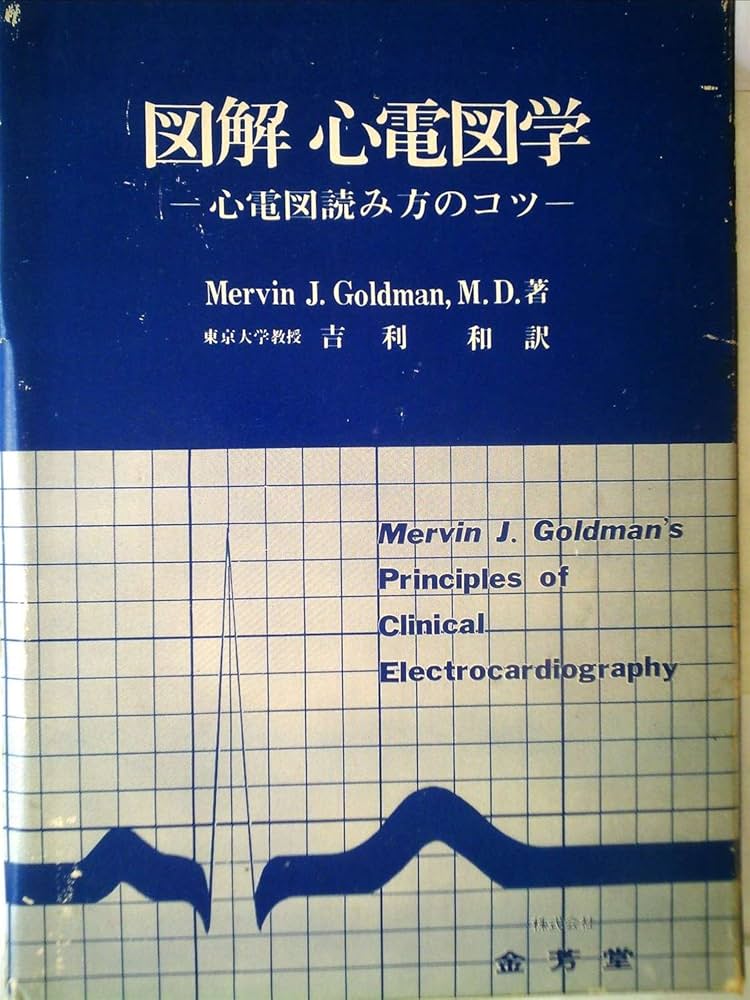 図解 心電図学
―心電図読み方のコツ―
Mervin J. Goldman, M.D.著
東京大学教授 吉利 和 訳
Mervin J. Goldman's
Principles of
Clinical
Electrocardiography
株式会社
金芳堂